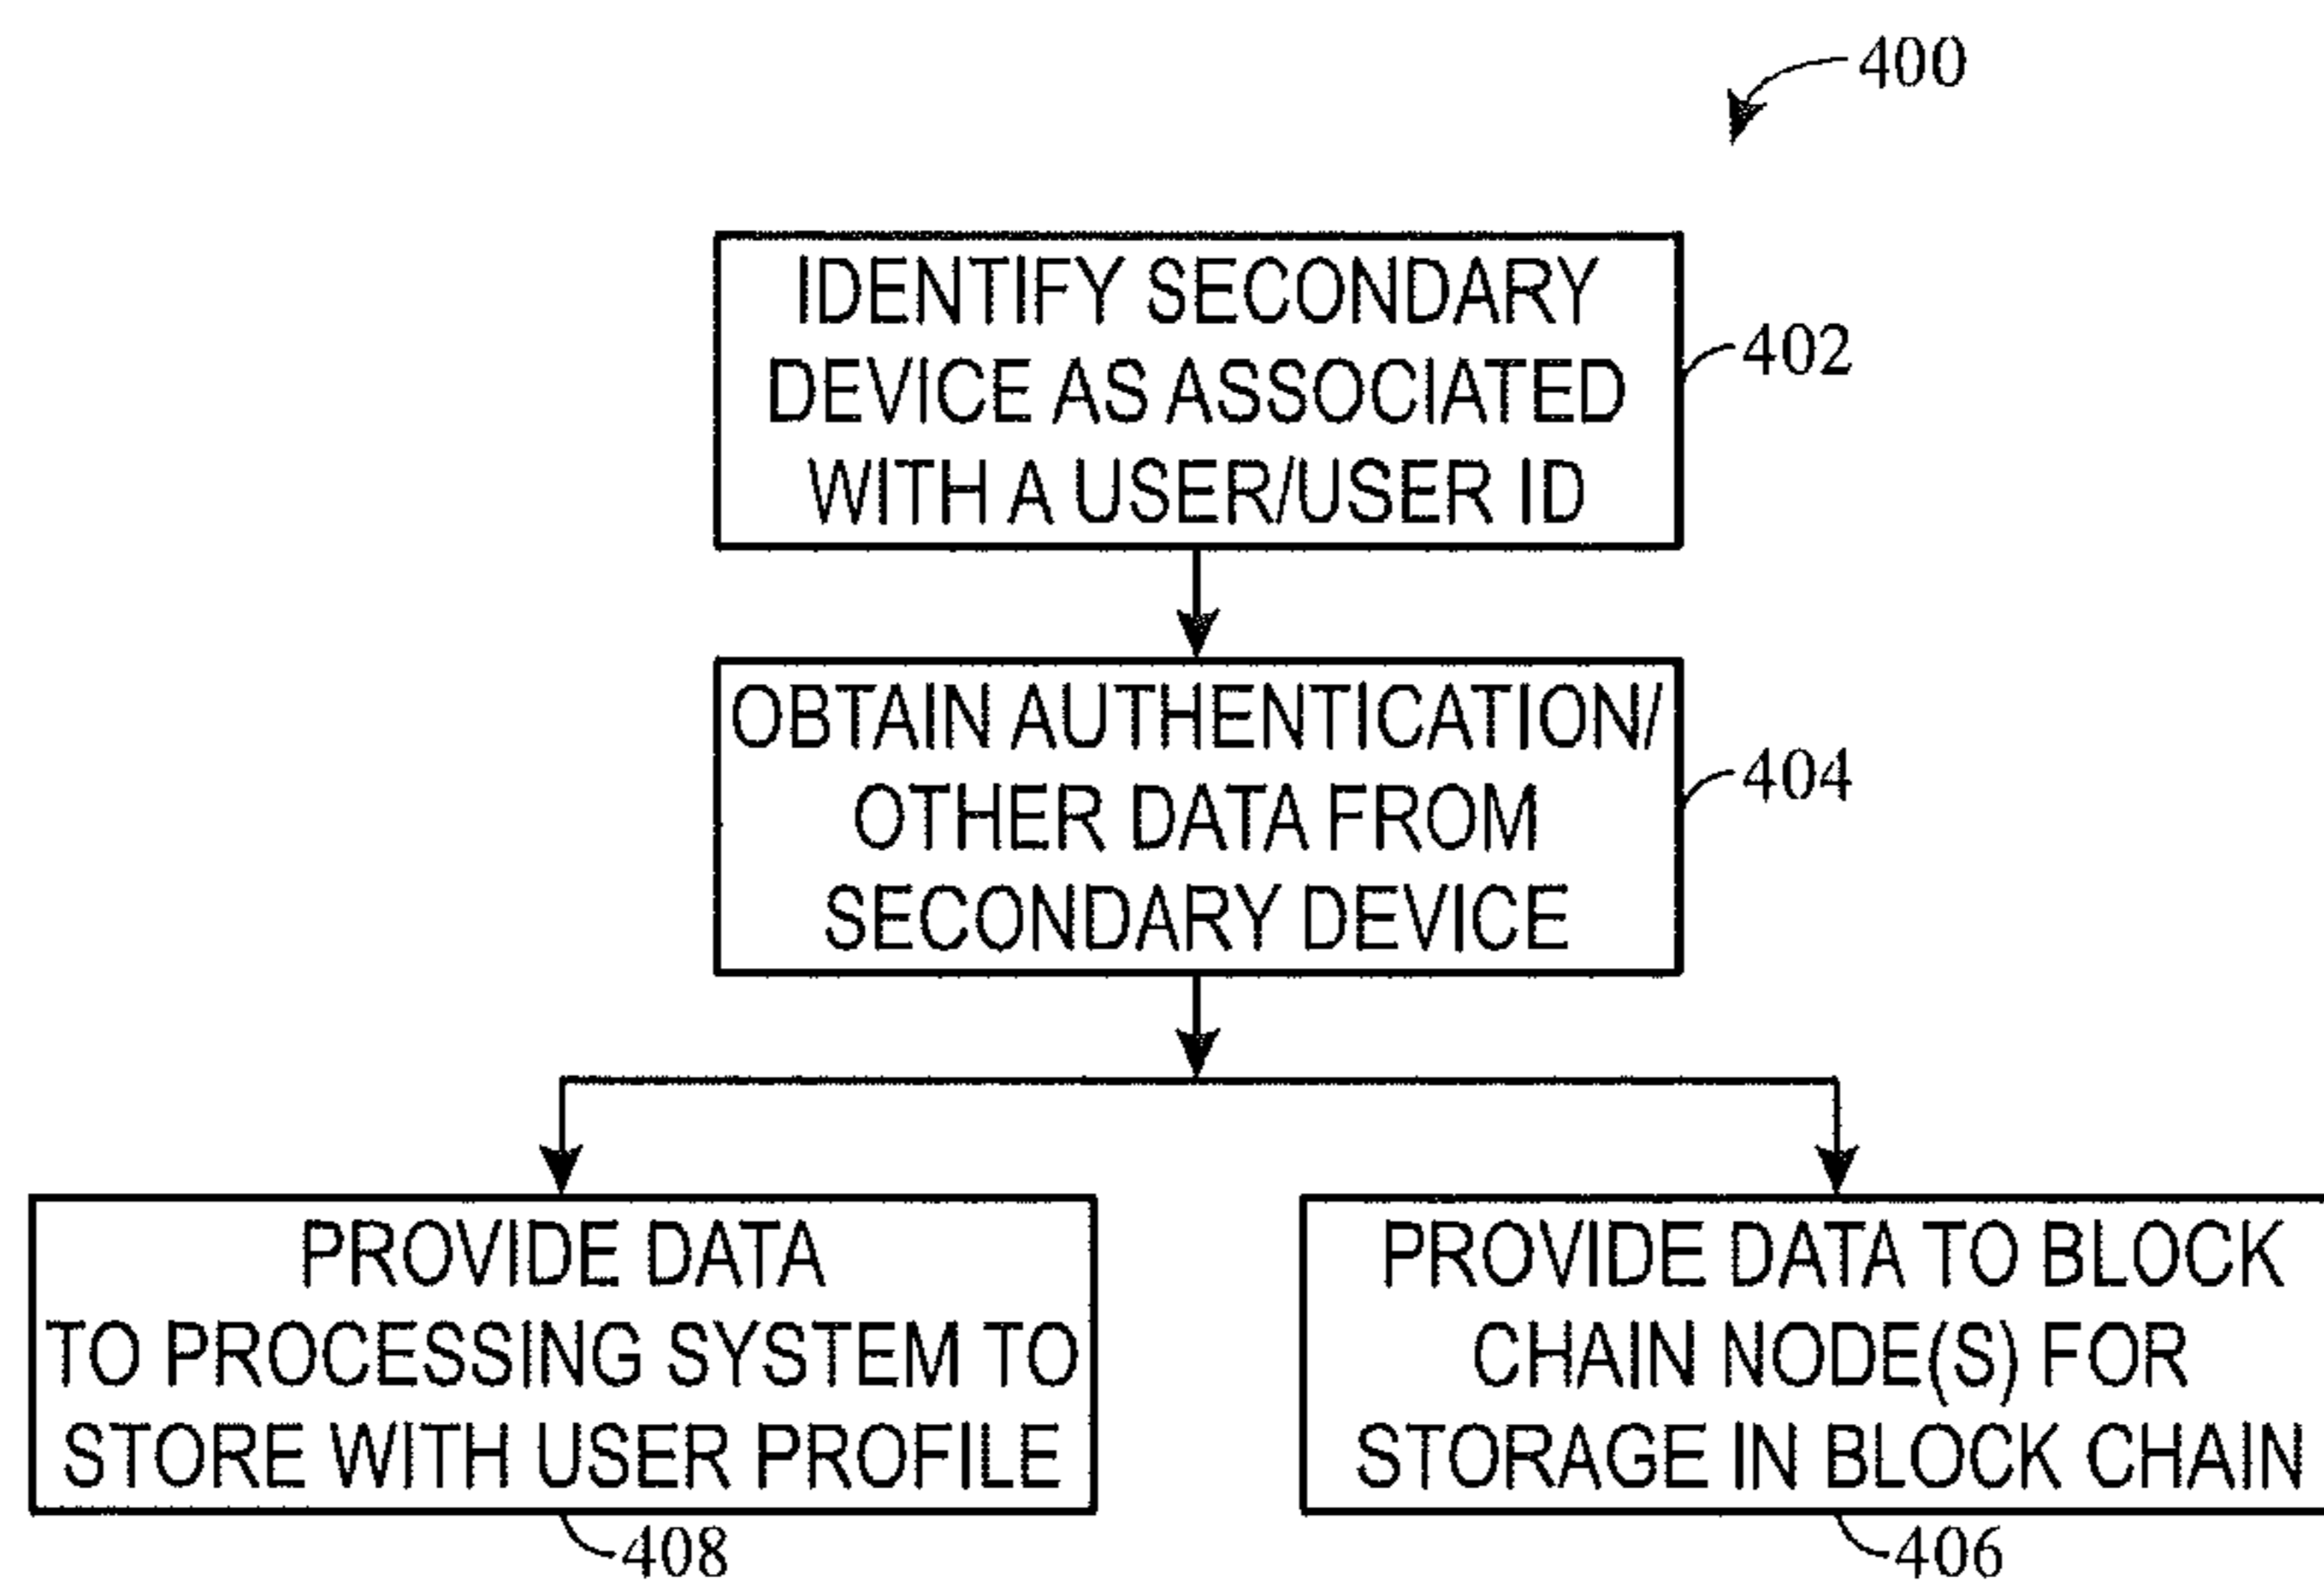 400
IDENTIFY SECONDARY
DEVICE AS ASSOCIATED
WITH A USER/USER ID
402
OBTAIN AUTHENTICATION/
OTHER DATA FROM
SECONDARY DEVICE
404
PROVIDE DATA
TO PROCESSING SYSTEM TO
STORE WITH USER PROFILE
408
PROVIDE DATA TO BLOCK
CHAIN NODE(S) FOR
STORAGE IN BLOCK CHAIN
406